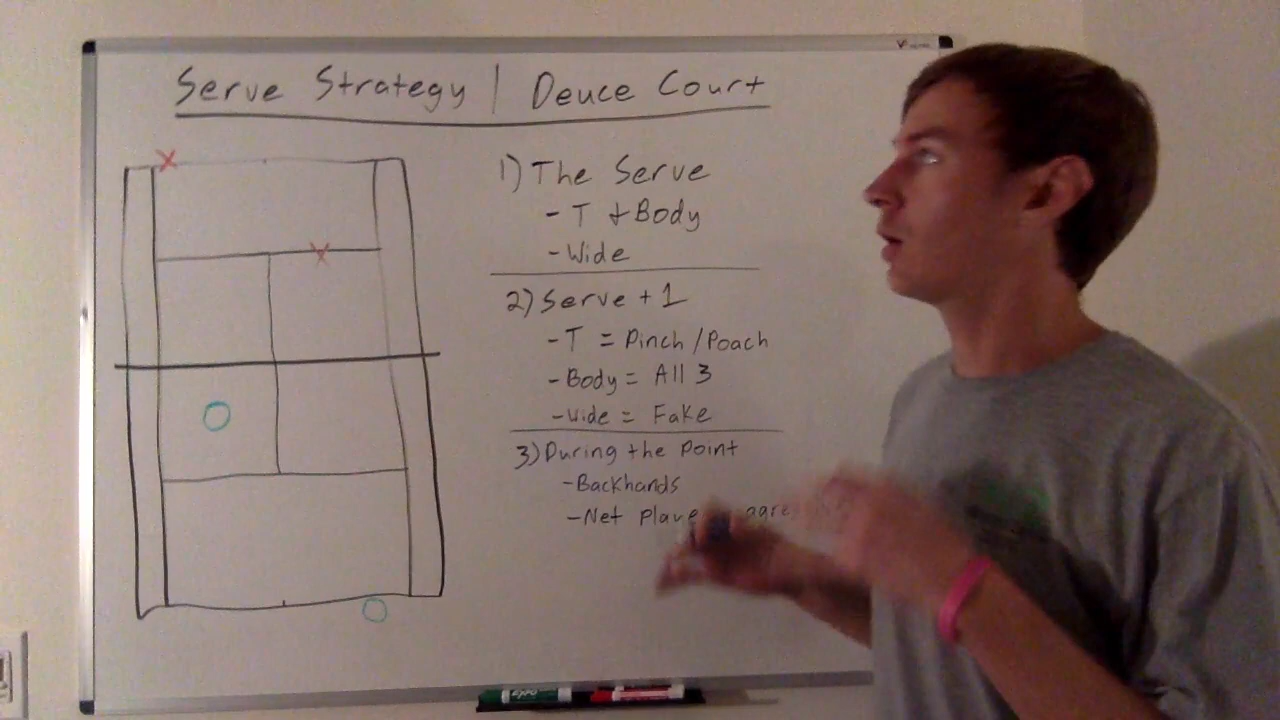 Serve Strategy | Deuce Court
1) The Serve
- T + Body
- Wide
2) Serve + 1
- T = Pinch / Poach
- Body = All 3
- Wide = Fake
3) During the Point
- Backhands
- Net
EXPO